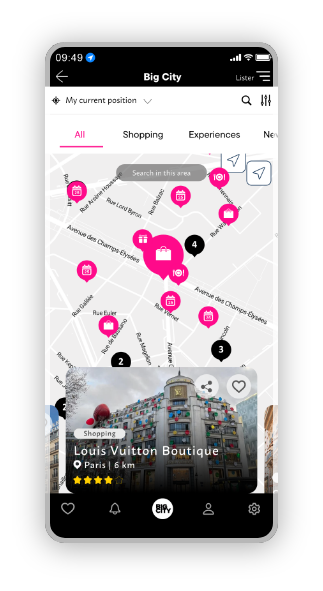 09:49
Big City
Lister
My current position
All Shopping Experiences Ne
Search in this area
Rue Arsène Houssaye
Rue Lord Byron
Rue Balzac
Avenue des Champs-Élysées
4
Rue Galilée
Rue Euler
Rue de Bassano
Rue Vernet
Avenue des Champs-Élysées
Rue Magellan
3
2
Shopping
Louis Vuitton Boutique
Paris | 6 km
BIG
CITY